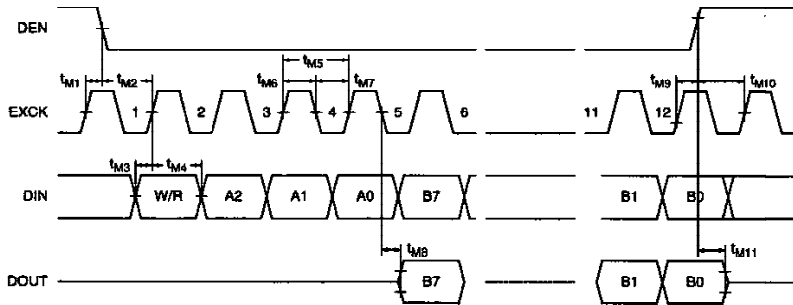 DEN
tM1 tM2 tM5 tM6 tM7 tM9 tM10
EXCK 1 2 3 4 5 6 11 12
tM3 tM4
DIN W/R A2 A1 A0 B7 B1 B0
tM8 tM11
DOUT B7 B1 B0